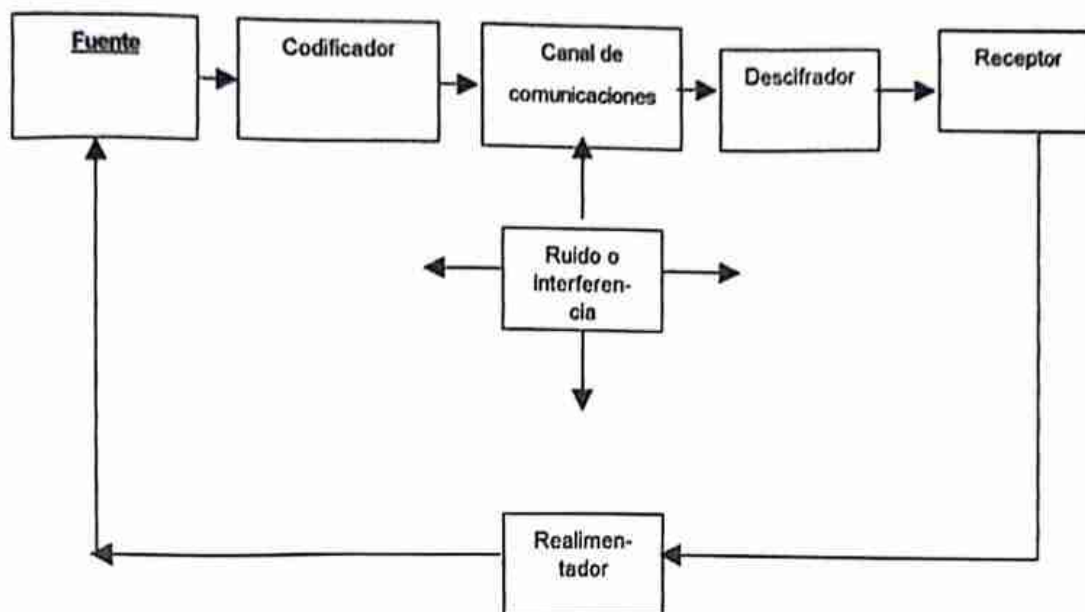 Fuente
Codificador
Canal de
comunicaciones
Descifrador
Receptor
Ruido o
interferen-
cia
Realimen-
tador